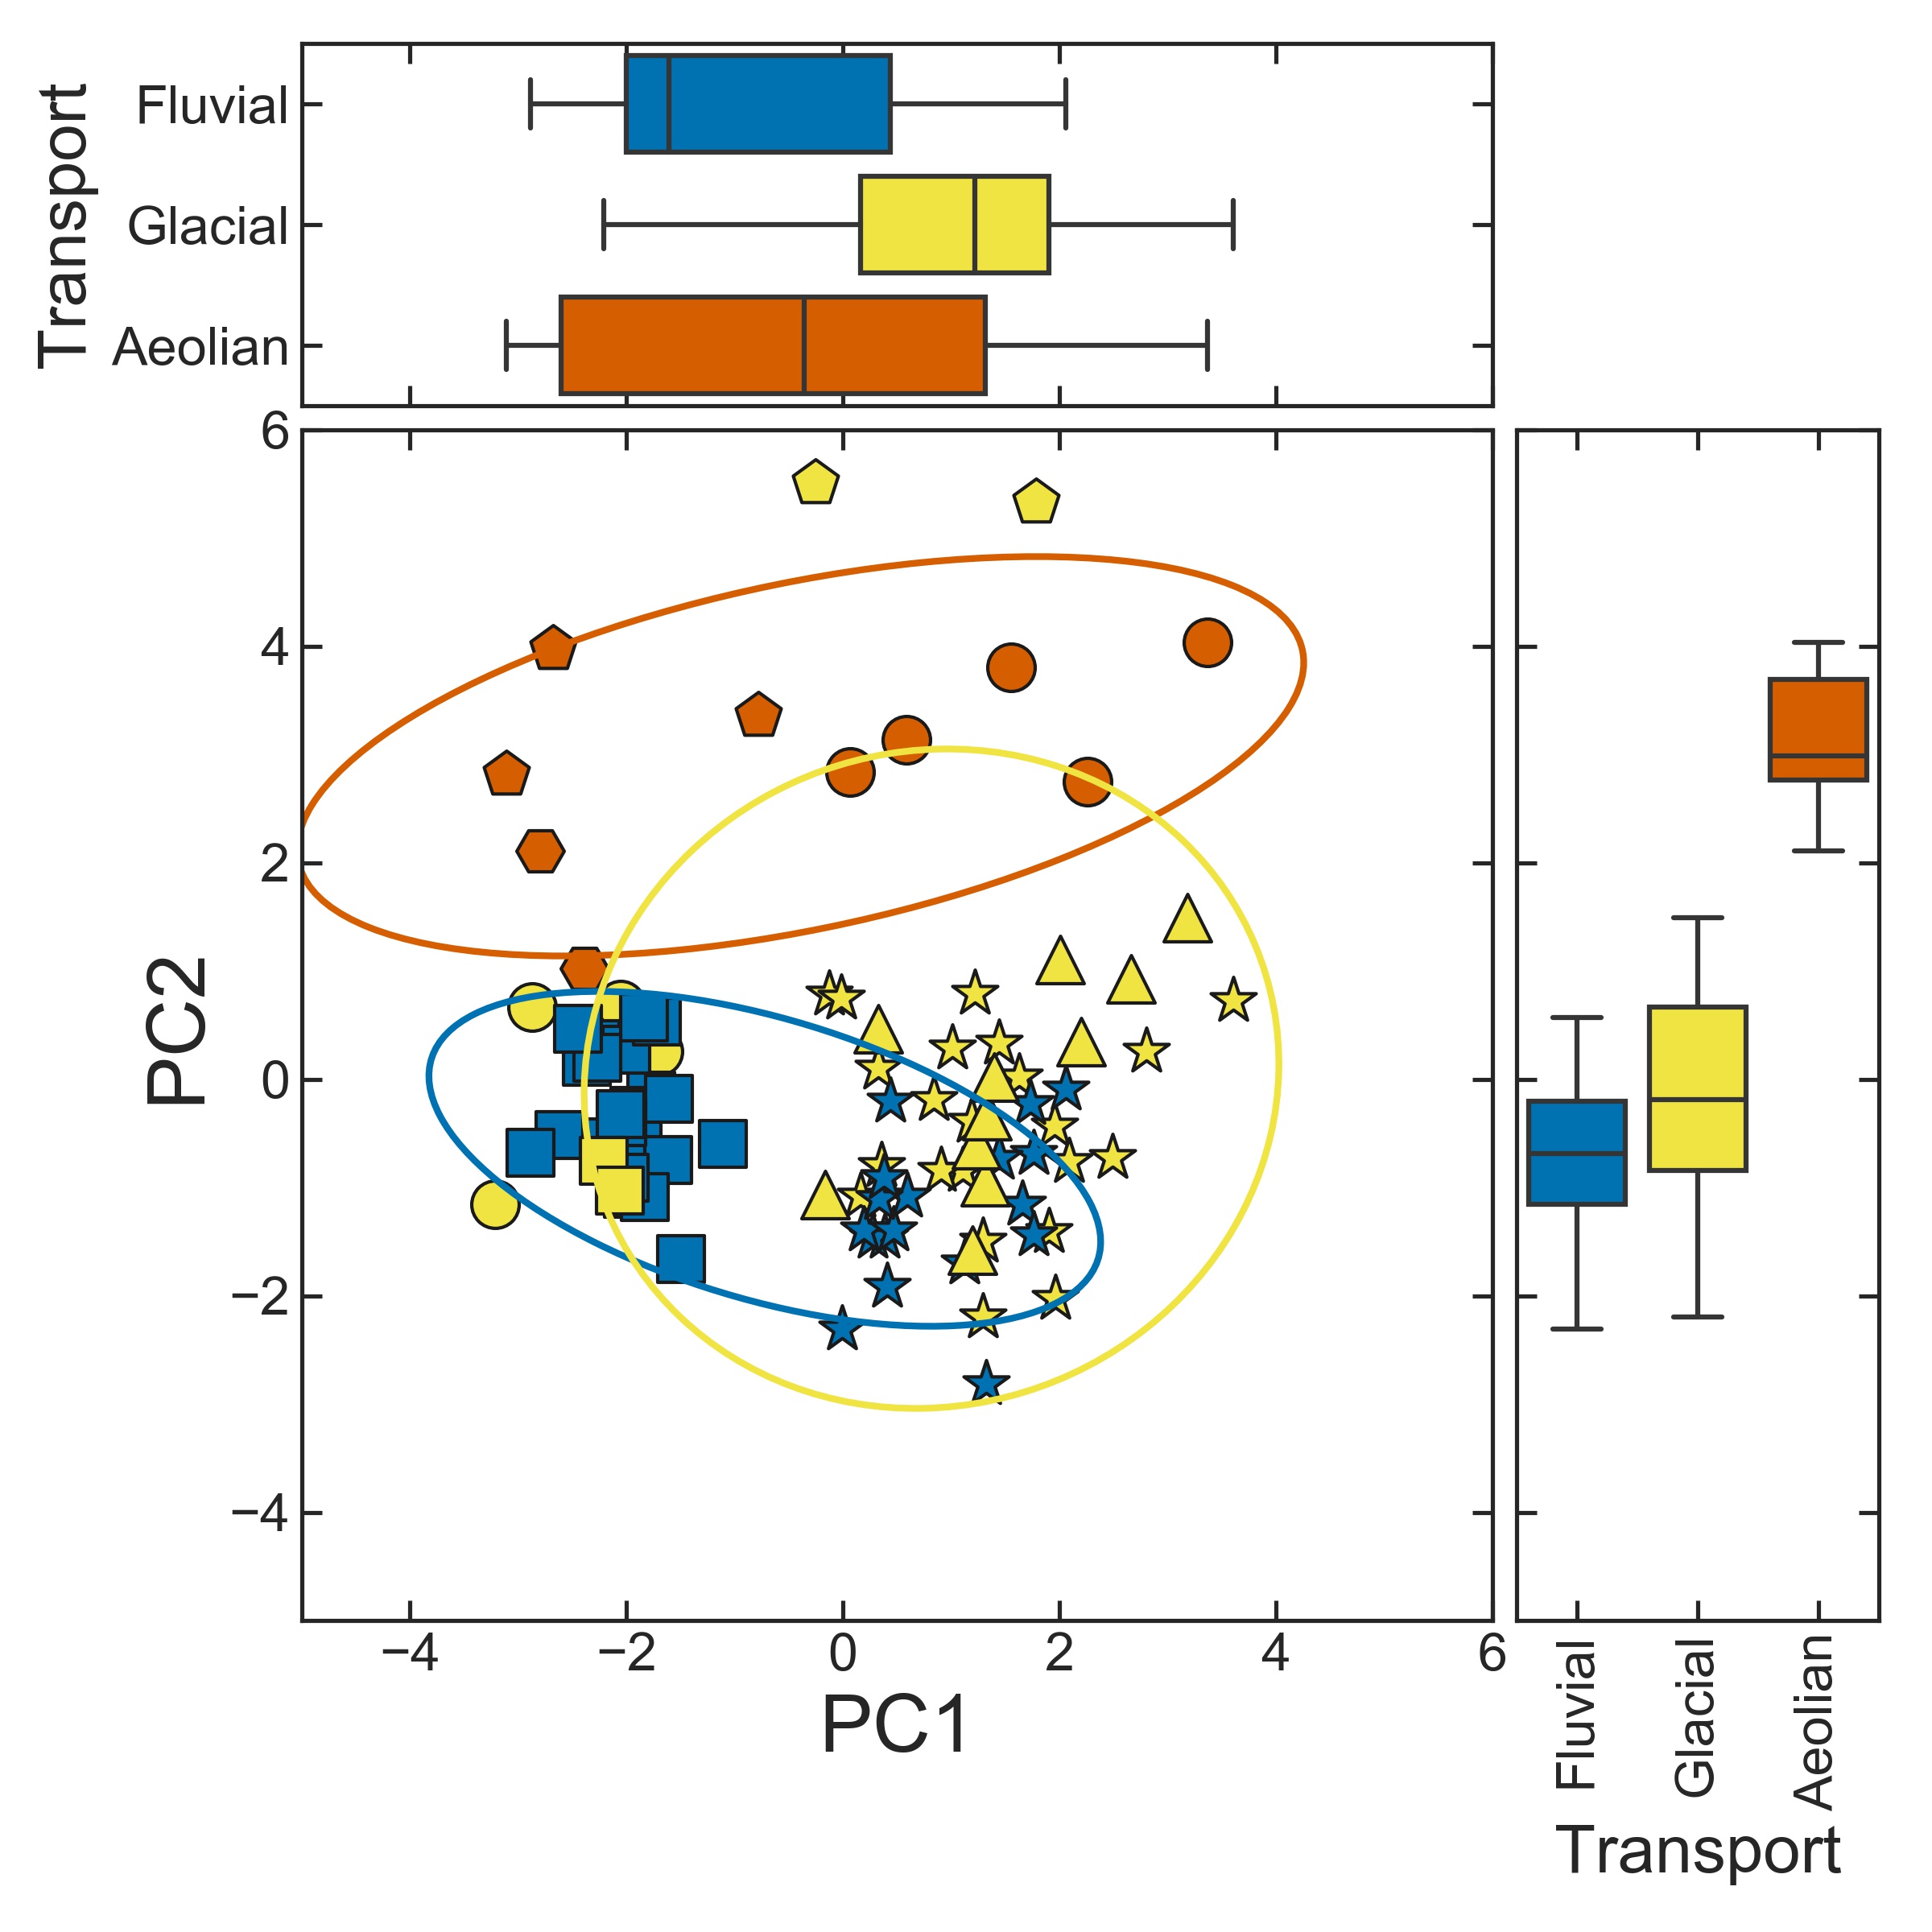 Transport
Fluvial
Glacial
Aeolian
6
4
2
0
−2
−4
PC2
−4 −2 0 2 4 6
PC1
Fluvial
Glacial
Aeolian
Transport